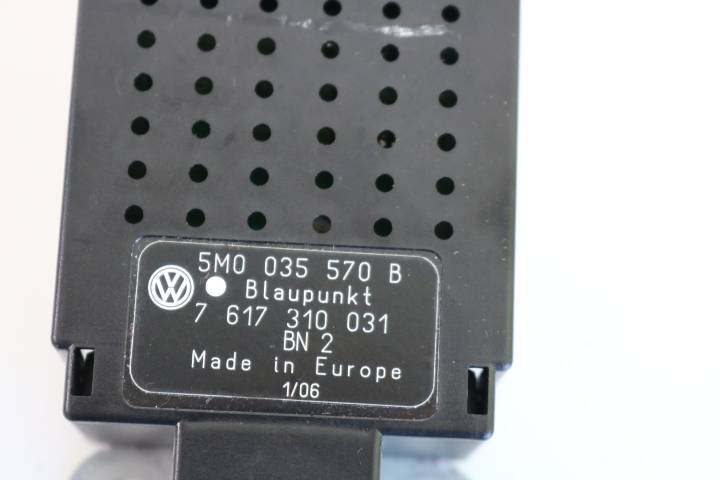 5M0 035 570 B
Blaupunkt
7 617 310 031
BN 2
Made in Europe
1/06